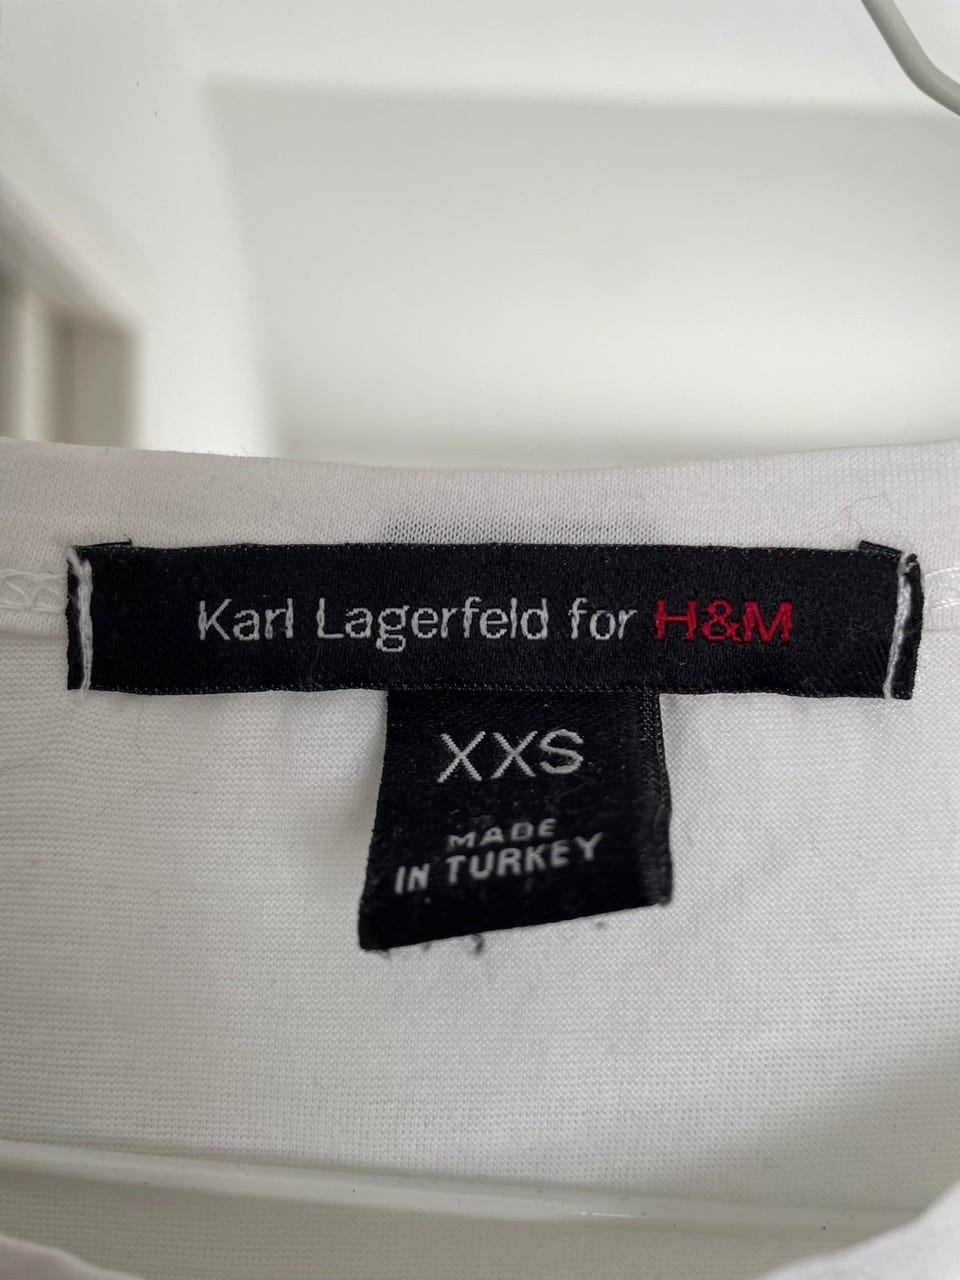 Karl Lagerfeld for H&M
XXS
MADE
IN TURKEY